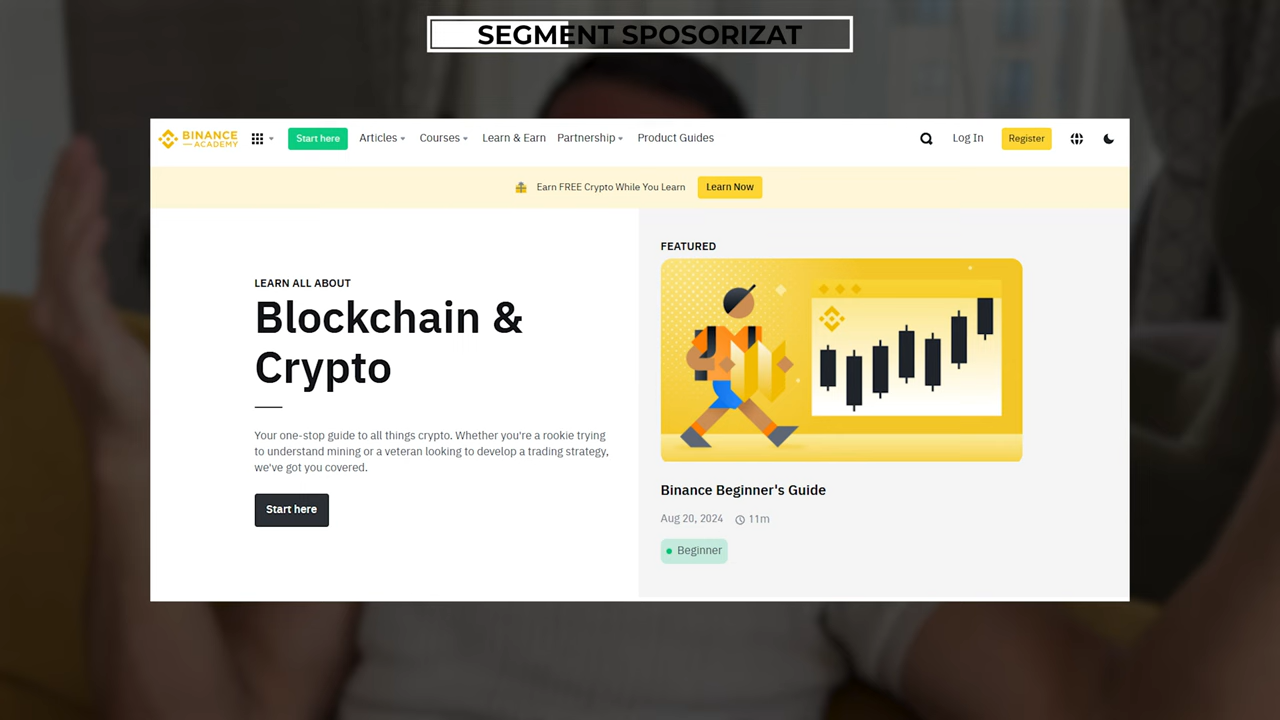 SEGMENT SPOSORIZAT
BINANCE
ACADEMY
Start here
Articles
Courses
Learn & Earn
Partnership
Product Guides
Log In
Register
Earn FREE Crypto While You Learn
Learn Now
LEARN ALL ABOUT
Blockchain &
Crypto
Your one-stop guide to all things crypto. Whether you're a rookie trying
to understand mining or a veteran looking to develop a trading strategy,
we've got you covered.
Start here
FEATURED
Binance Beginner's Guide
Aug 20, 2024
11m
Beginner